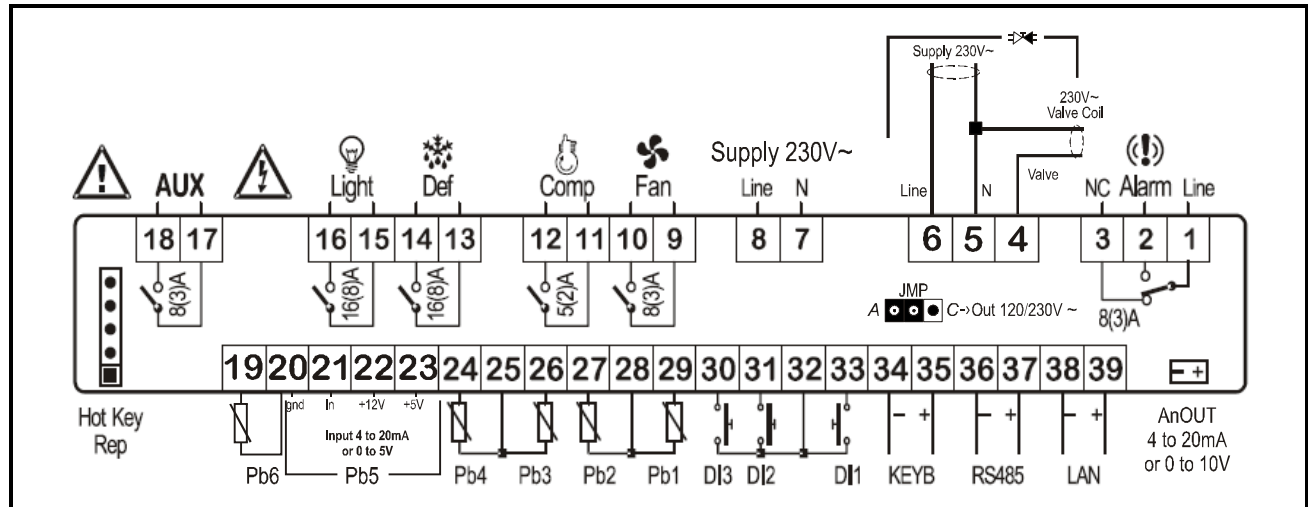 Supply 230V~
230V~
Valve Coil
AUX
Light
Def
Comp
Fan
Supply 230V~
Line
N
Line
N
Valve
NC
Alarm
Line
18 17 16 15 14 13 12 11 10 9 8 7 6 5 4 3 2 1
8(3)A
16(8)A
16(8)A
5(2)A
8(3)A
JMP
A
C->Out 120/230V ~
8(3)A
19 20 21 22 23 24 25 26 27 28 29 30 31 32 33 34 35 36 37 38 39
- +
Hot Key
Rep
gnd
In
+12V
+5V
Input 4 to 20mA
or 0 to 5V
- +
- +
- +
Pb6
Pb5
Pb4
Pb3
Pb2
Pb1
DI3
DI2
DI1
KEYB
RS485
LAN
AnOUT
4 to 20mA
or 0 to 10V